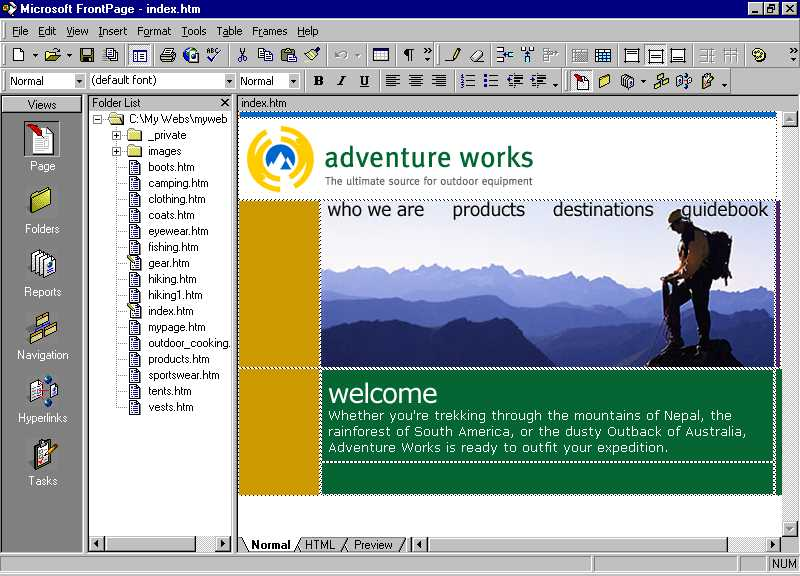 Microsoft FrontPage - index.htm
File Edit View Insert Format Tools Table Frames Help
Normal (default font) Normal B I U
Views
Page
Folders
Reports
Navigation
Hyperlinks
Tasks
Folder List
C:\My Webs\myweb
_private
images
boots.htm
camping.htm
clothing.htm
coats.htm
eyewear.htm
fishing.htm
gear.htm
hiking.htm
hiking1.htm
index.htm
mypage.htm
outdoor_cooking.
products.htm
sportswear.htm
tents.htm
vests.htm
index.htm
adventure works
The ultimate source for outdoor equipment
who we are products destinations guidebook
welcome
Whether you're trekking through the mountains of Nepal, the
rainforest of South America, or the dusty Outback of Australia,
Adventure Works is ready to outfit your expedition.
Normal HTML Preview
NUM